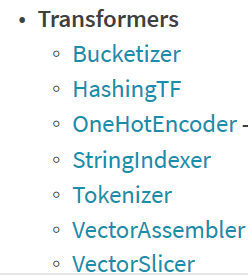 • Transformers
◦ Bucketizer
◦ HashingTF
◦ OneHotEncoder -
◦ StringIndexer
◦ Tokenizer
◦ VectorAssembler
◦ VectorSlicer